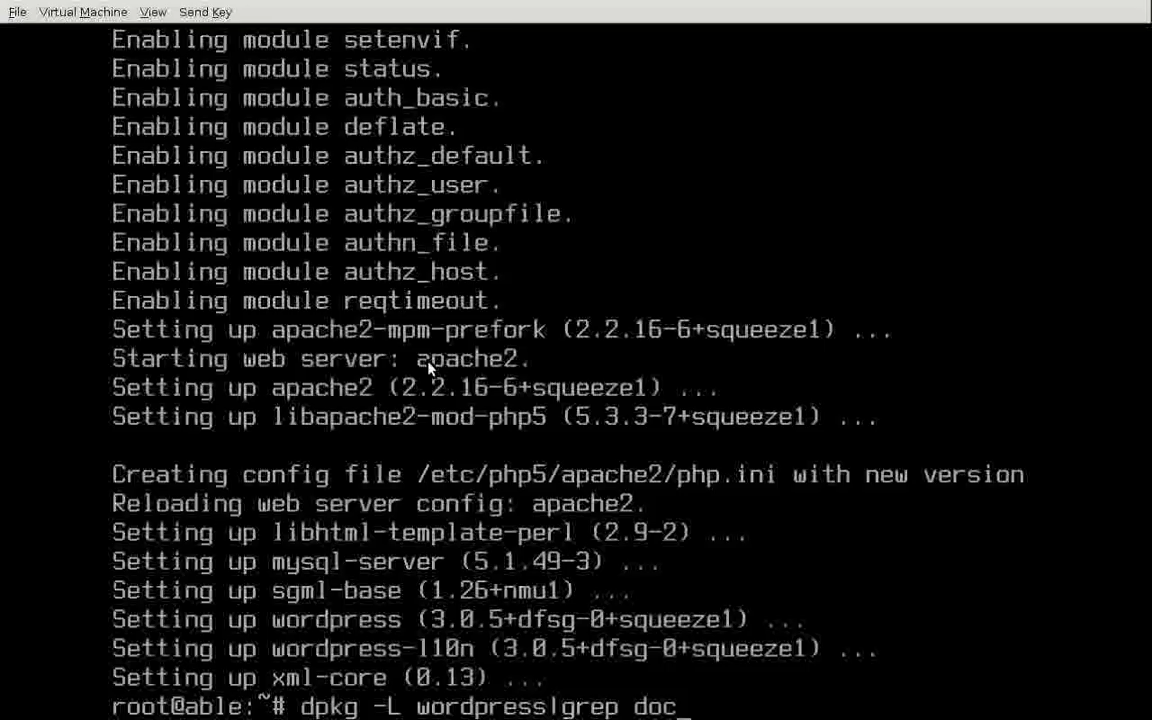 File Virtual Machine View Send Key
Enabling module setenvif.
Enabling module status.
Enabling module auth_basic.
Enabling module deflate.
Enabling module authz_default.
Enabling module authz_user.
Enabling module authz_groupfile.
Enabling module authn_file.
Enabling module authz_host.
Enabling module reqtimeout.
Setting up apache2-mpm-prefork (2.2.16-6+squeeze1) ...
Starting web server: apache2.
Setting up apache2 (2.2.16-6+squeeze1) ...
Setting up libapache2-mod-php5 (5.3.3-7+squeeze1) ...
Creating config file /etc/php5/apache2/php.ini with new version
Reloading web server config: apache2.
Setting up libhtml-template-perl (2.9-2) ...
Setting up mysql-server (5.1.49-3) ...
Setting up sgml-base (1.26+nmu1) ...
Setting up wordpress (3.0.5+dfsg-0+squeeze1) ...
Setting up wordpress-l10n (3.0.5+dfsg-0+squeeze1) ...
Setting up xml-core (0.13) ...
root@able:~# dpkg -L wordpress|grep doc_